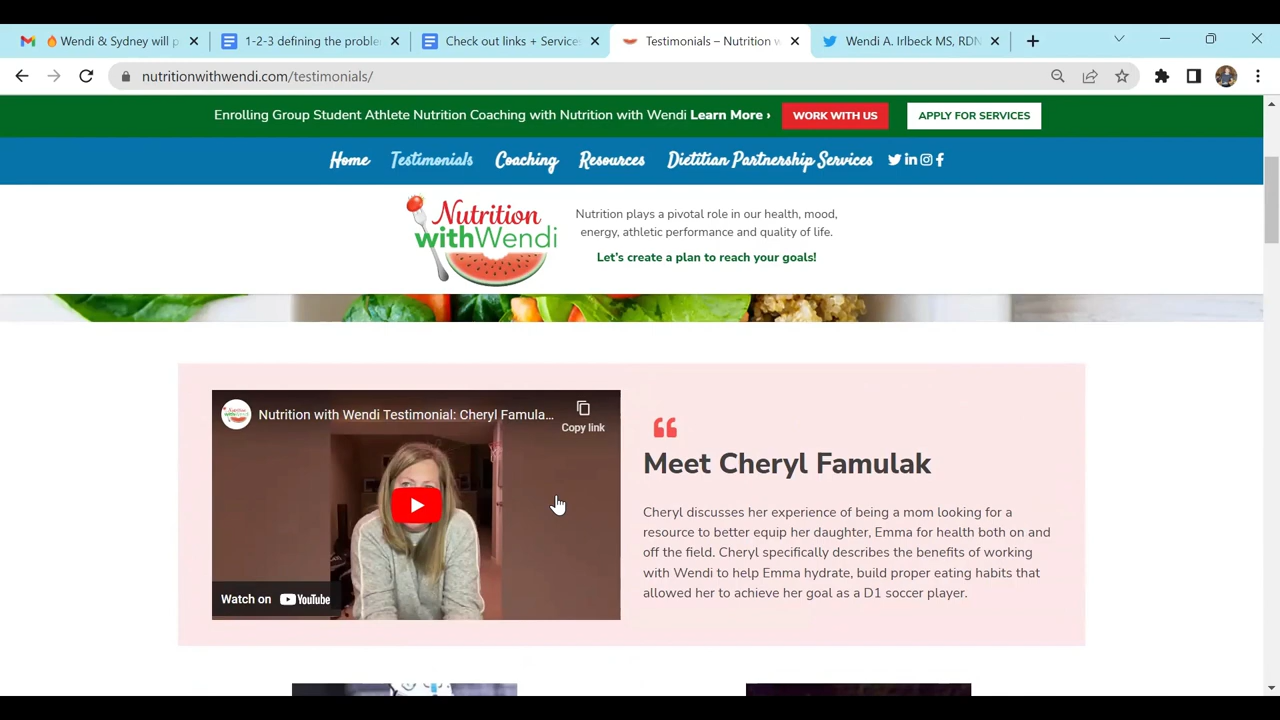 🔥 Wendi & Sydney will p
1-2-3 defining the proble
Check out links + Services
Testimonials – Nutrition w
Wendi A. Irlbeck MS, RDN
nutritionwithwendi.com/testimonials/
Enrolling Group Student Athlete Nutrition Coaching with Nutrition with Wendi Learn More ›
WORK WITH US
APPLY FOR SERVICES
Home
Testimonials
Coaching
Resources
Dietitian Partnership Services
Nutrition
withWendi
Nutrition plays a pivotal role in our health, mood,
energy, athletic performance and quality of life.
Let's create a plan to reach your goals!
Nutrition with Wendi Testimonial: Cheryl Famula...
Copy link
Watch on YouTube
Meet Cheryl Famulak
Cheryl discusses her experience of being a mom looking for a
resource to better equip her daughter, Emma for health both on and
off the field. Cheryl specifically describes the benefits of working
with Wendi to help Emma hydrate, build proper eating habits that
allowed her to achieve her goal as a D1 soccer player.